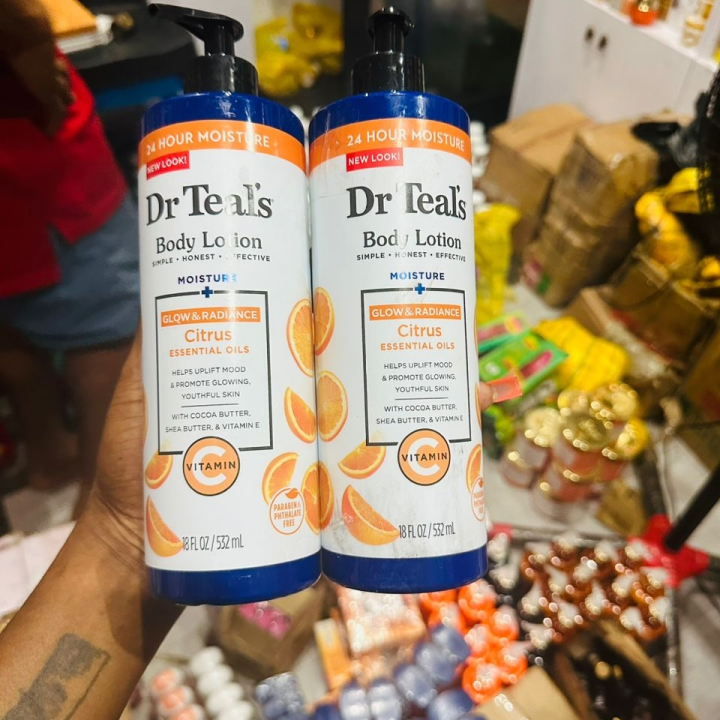 24 HOUR MOISTURE
NEW LOOK!
Dr Teal's
Body Lotion
SIMPLE • HONEST • EFFECTIVE
MOISTURE
+
GLOW & RADIANCE
Citrus
ESSENTIAL OILS
HELPS UPLIFT MOOD
& PROMOTE GLOWING,
YOUTHFUL SKIN
WITH COCOA BUTTER,
SHEA BUTTER, & VITAMIN E
C
VITAMIN
PARABEN &
PHTHALATE
FREE
18 FL OZ / 532 mL
24 HOUR MOISTURE
NEW LOOK!
Dr Teal's
Body Lotion
SIMPLE • HONEST • EFFECTIVE
MOISTURE
+
GLOW & RADIANCE
Citrus
ESSENTIAL OILS
HELPS UPLIFT MOOD
& PROMOTE GLOWING,
YOUTHFUL SKIN
WITH COCOA BUTTER,
SHEA BUTTER, & VITAMIN E
C
VITAMIN
18 FL OZ / 532 mL